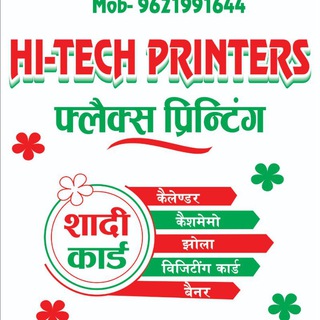 Mob- 9621991644
HI-TECH PRINTERS
फ्लैक्स प्रिन्टिंग
शादी
कार्ड
कैलेण्डर
कैशमेमो
झोला
विजिटींग कार्ड
बैनर